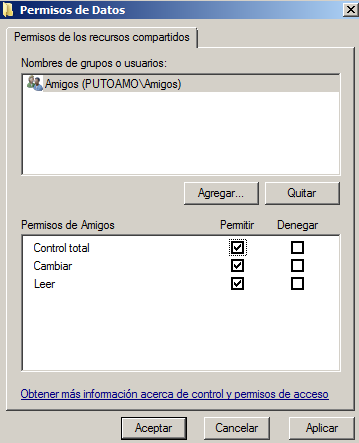 Permisos de Datos
Permisos de los recursos compartidos
Nombres de grupos o usuarios:
Amigos (PUTOAMO\Amigos)
Agregar... Quitar
Permisos de Amigos Permitir Denegar
Control total
Cambiar
Leer
Obtener más información acerca de control y permisos de acceso
Aceptar Cancelar Aplicar